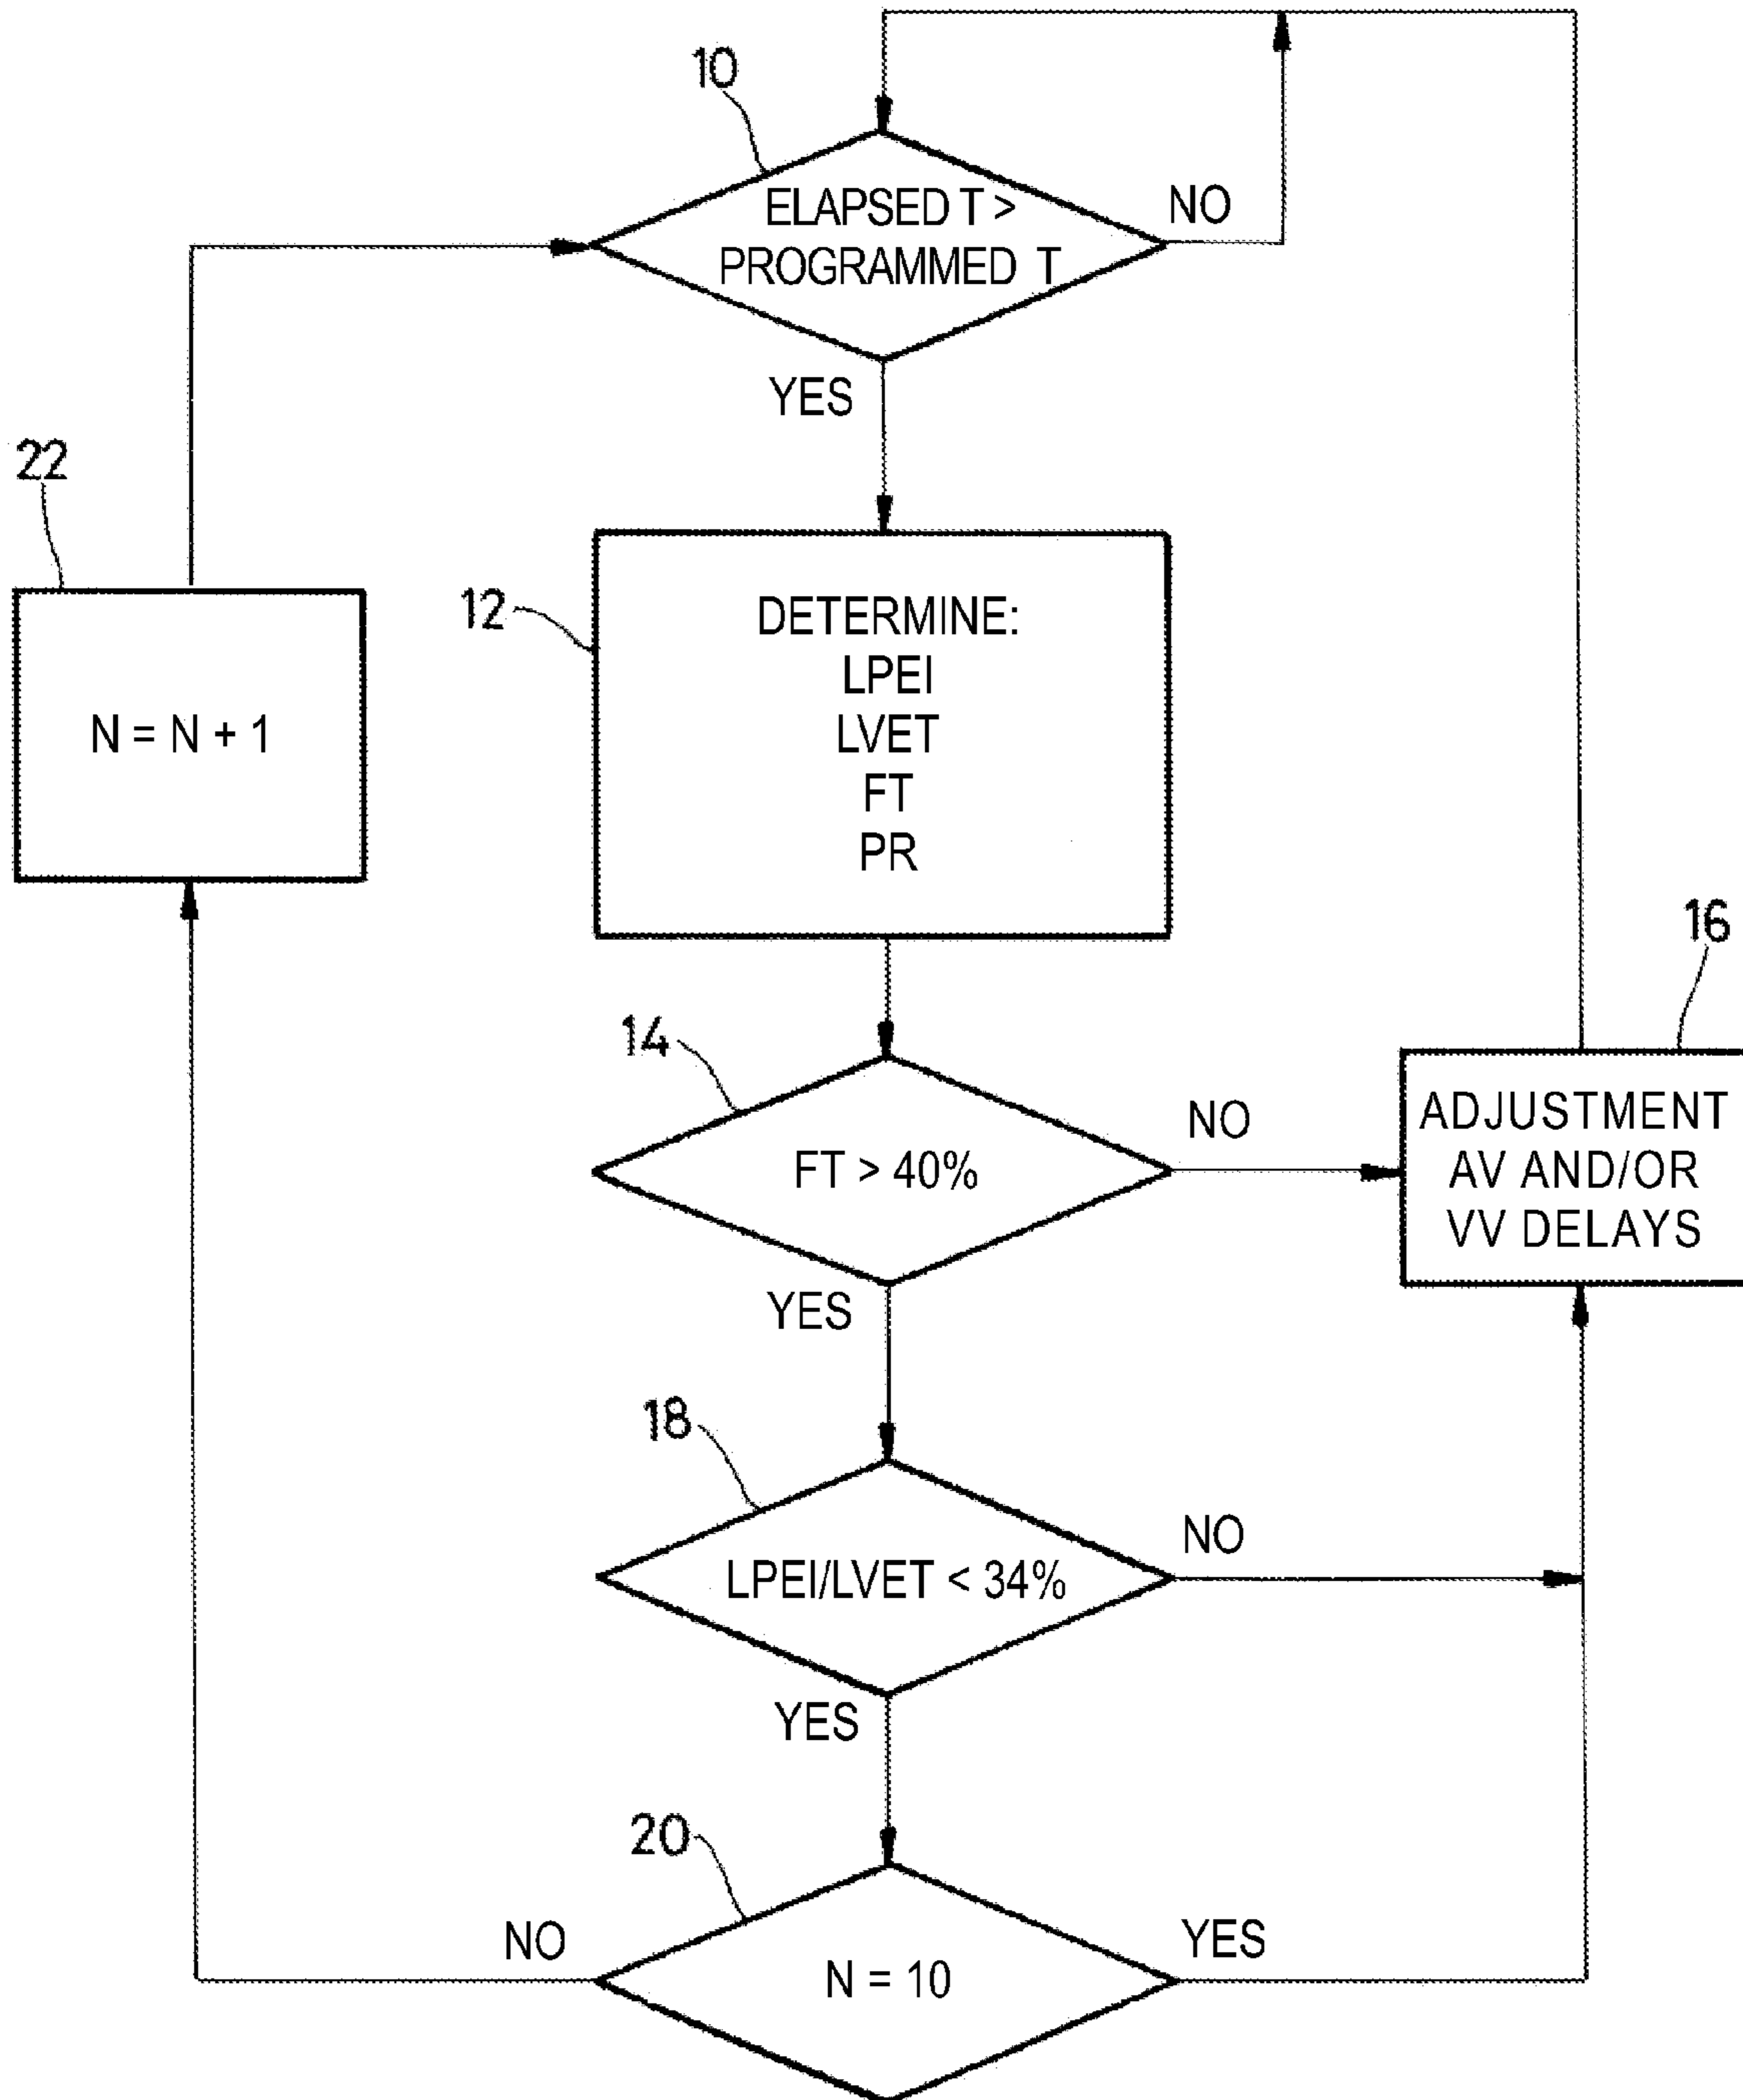 10
ELAPSED T >
PROGRAMMED T
NO
YES
22
N = N + 1
12
DETERMINE:
LPEI
LVET
FT
PR
14
FT > 40%
NO
YES
16
ADJUSTMENT
AV AND/OR
VV DELAYS
18
LPEI/LVET < 34%
NO
YES
20
N = 10
NO
YES